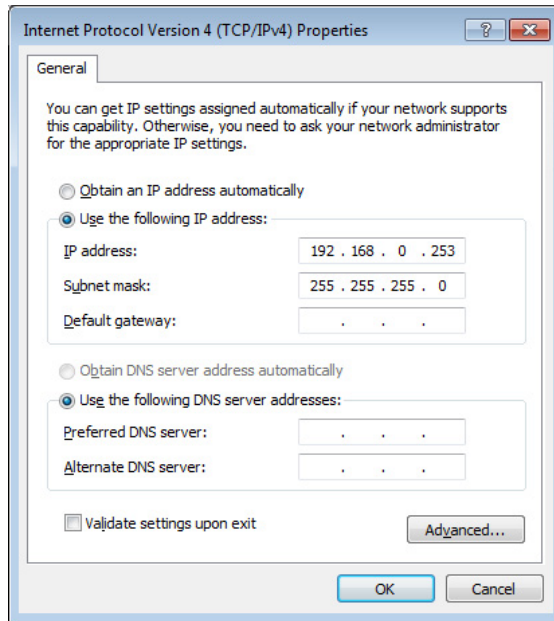 Internet Protocol Version 4 (TCP/IPv4) Properties
?
General
You can get IP settings assigned automatically if your network supports
this capability. Otherwise, you need to ask your network administrator
for the appropriate IP settings.
Obtain an IP address automatically
Use the following IP address:
IP address: 192 . 168 . 0 . 253
Subnet mask: 255 . 255 . 255 . 0
Default gateway: . . .
Obtain DNS server address automatically
Use the following DNS server addresses:
Preferred DNS server: . . .
Alternate DNS server: . . .
Validate settings upon exit
Advanced...
OK Cancel